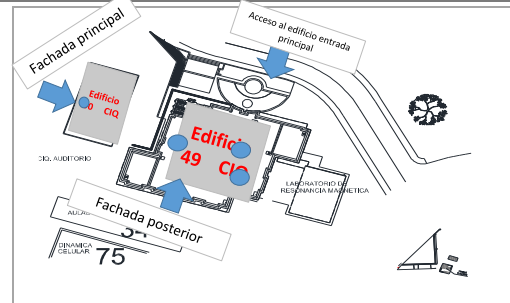 Fachada principal
Acceso al edificio entrada
principal
Edificio
0 CIQ
CIQ. AUDITORIO
Edificio
49 CIQ
LABORATORIO DE
RESONANCIA MAGNETICA
Fachada posterior
DINAMICA
CELULAR
75